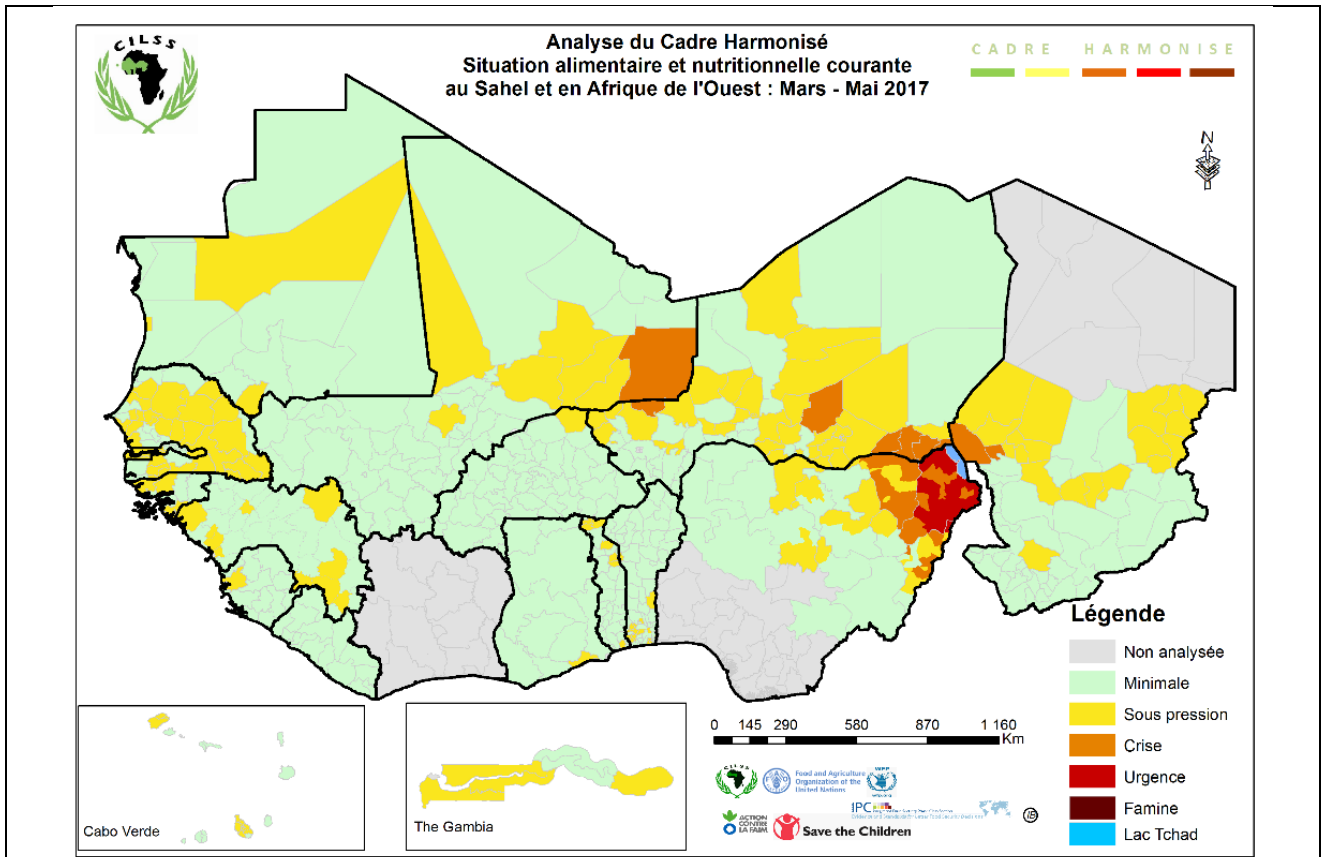 CILSS
Analyse du Cadre Harmonisé
Situation alimentaire et nutritionnelle courante
au Sahel et en Afrique de l'Ouest : Mars - Mai 2017
CADRE HARMONISE
N
Légende
Non analysée
Minimale
Sous pression
Crise
Urgence
Famine
Lac Tchad
0 145 290 580 870 1 160
Km
Cabo Verde
The Gambia
CILSS
FAO
Food and Agriculture
Organization of the
United Nations
WFP
IPC
ACTION
CONTRE
LA FAIM
Save the Children